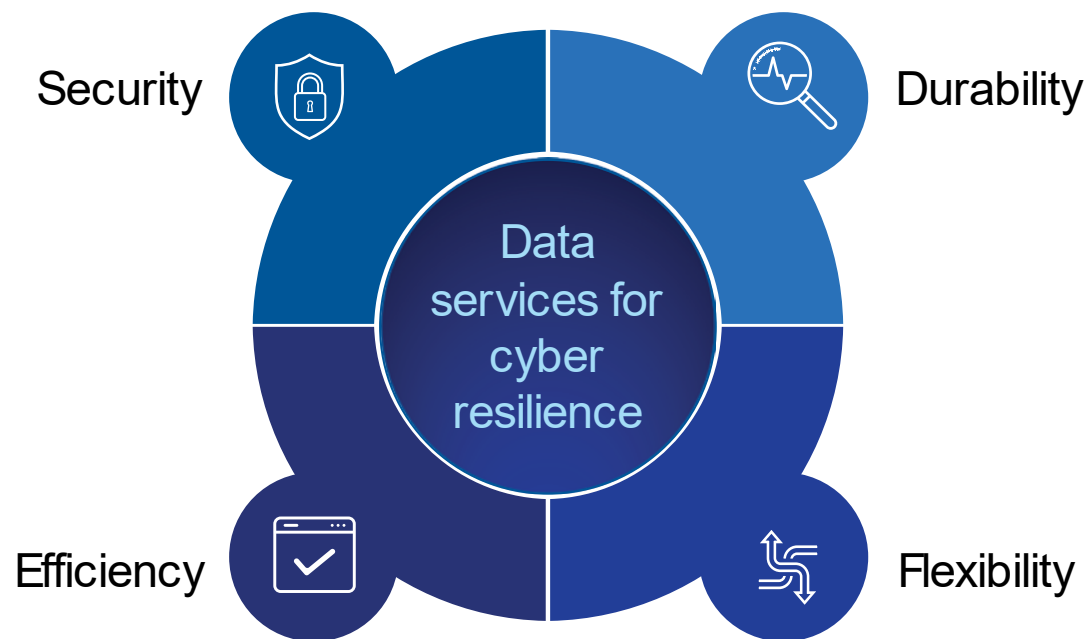 Security
Durability
Data
services for
cyber
resilience
Efficiency
Flexibility